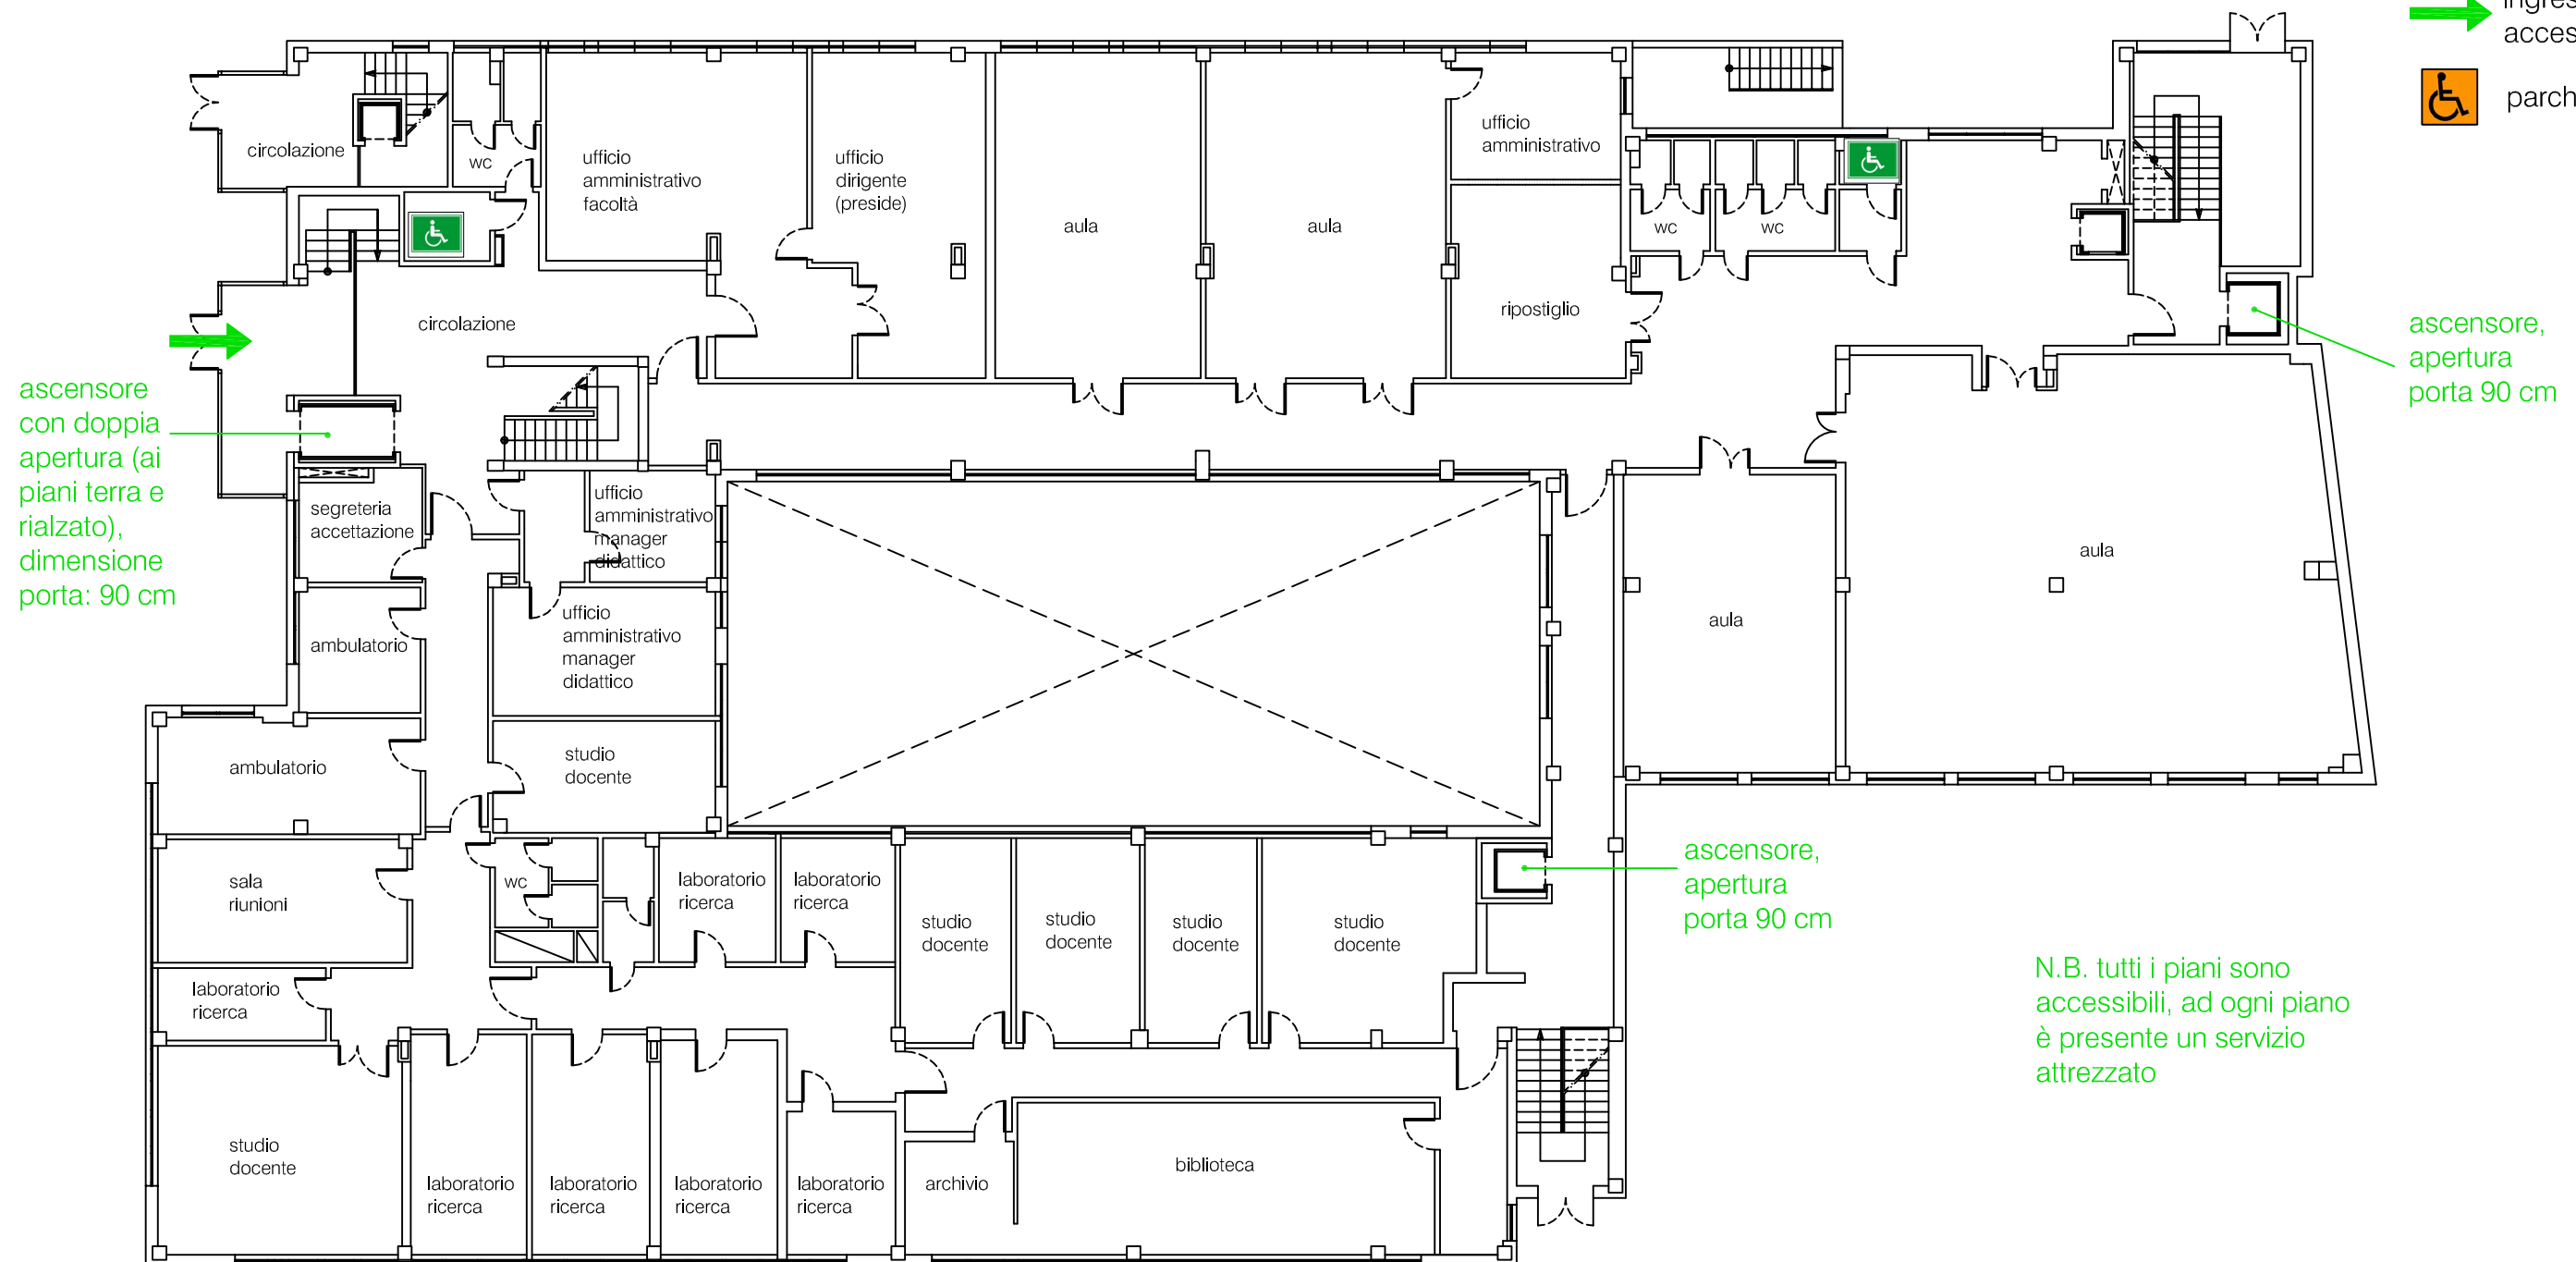 circolazione
wc
ufficio
amministrativo
facoltà
ufficio
dirigente
(preside)
aula
aula
ufficio
amministrativo
ripostiglio
wc
wc
parch
circolazione
ascensore
con doppia
apertura (ai
piani terra e
rialzato),
dimensione
porta: 90 cm
ascensore,
apertura
porta 90 cm
segreteria
accettazione
ufficio
amministrativo
manager
didattico
ambulatorio
ufficio
amministrativo
manager
didattico
aula
aula
ambulatorio
studio
docente
sala
riunioni
wc
laboratorio
ricerca
laboratorio
ricerca
studio
docente
studio
docente
studio
docente
studio
docente
ascensore,
apertura
porta 90 cm
laboratorio
ricerca
N.B. tutti i piani sono
accessibili, ad ogni piano
è presente un servizio
attrezzato
studio
docente
laboratorio
ricerca
laboratorio
ricerca
laboratorio
ricerca
laboratorio
ricerca
archivio
biblioteca